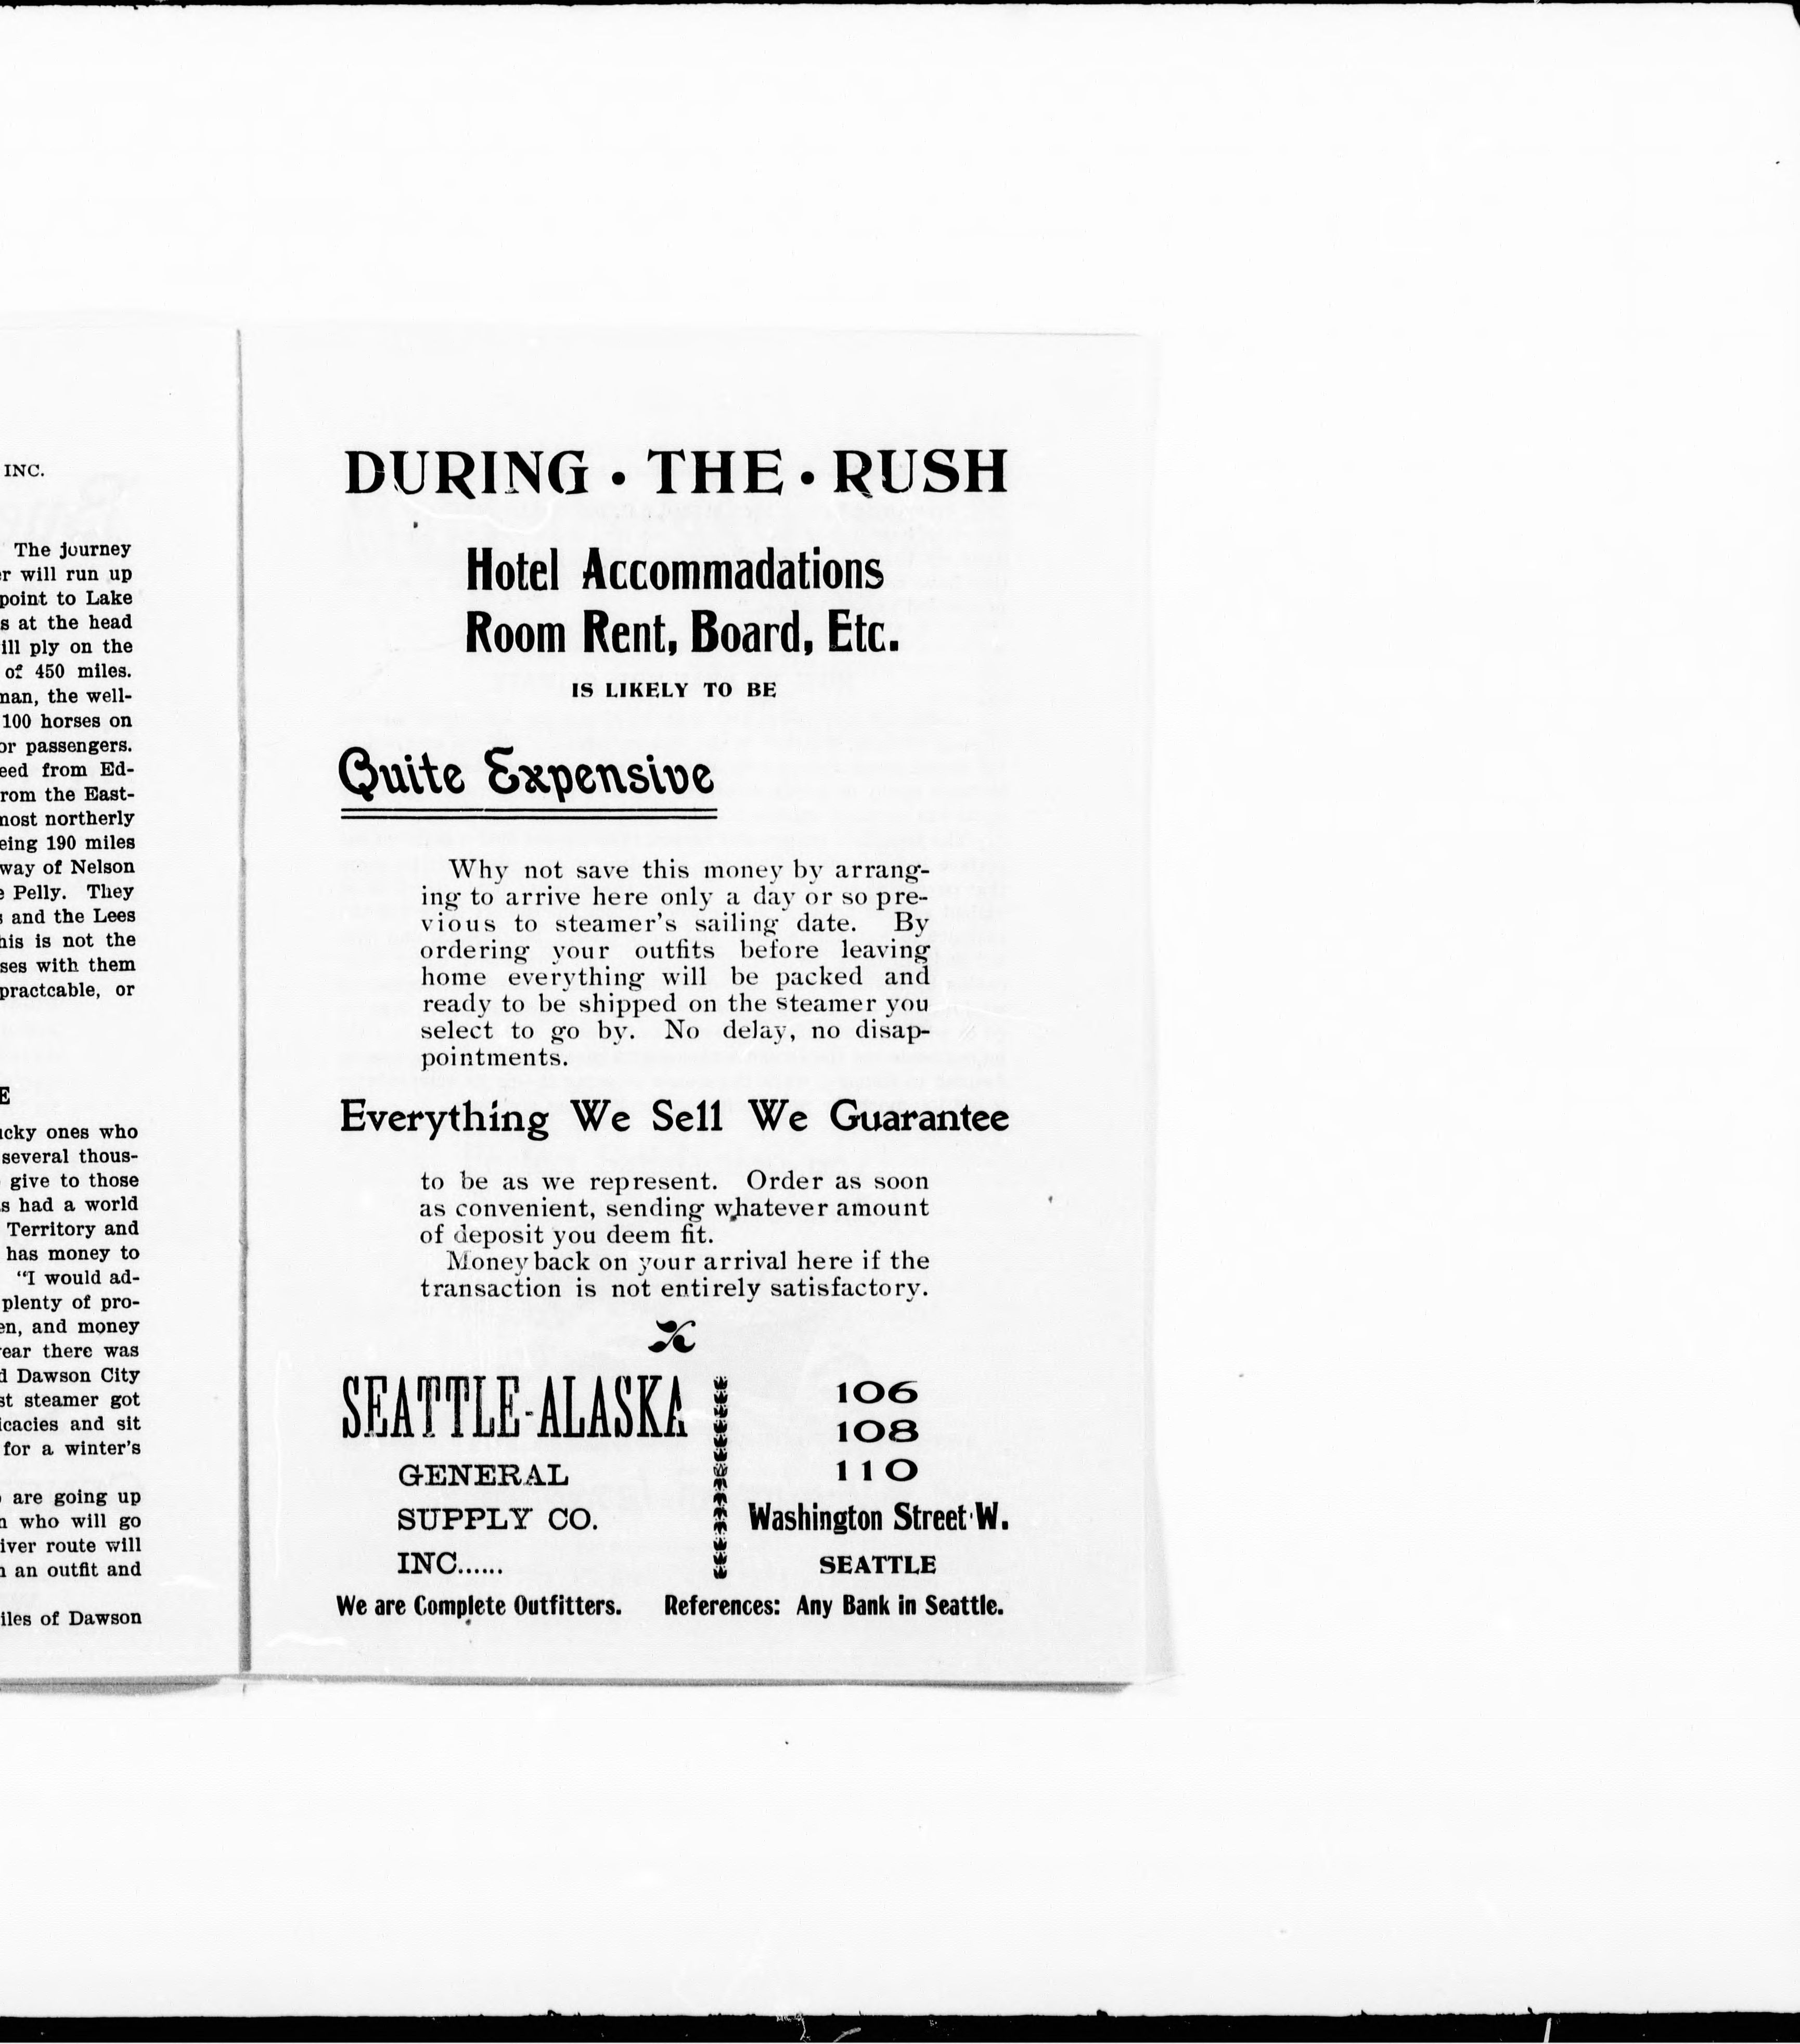 INC.
The journey
will run up
point to Lake
s at the head
ill ply on the
of 450 miles.
man, the well-
100 horses on
or passengers.
eed from Ed-
rom the East-
most northerly
eing 190 miles
way of Nelson
e Pelly. They
and the Lees
his is not the
ses with them
practcable, or
E
ucky ones who
several thous-
give to those
s had a world
Territory and
has money to
"I would ad-
plenty of pro-
en, and money
year there was
d Dawson City
st steamer got
icacies and sit
for a winter's
are going up
n who will go
iver route will
an outfit and
iles of Dawson
DURING · THE · RUSH
Hotel Accommadations
Room Rent, Board, Etc.
IS LIKELY TO BE
Quite Expensive
Why not save this money by arrang-
ing to arrive here only a day or so pre-
vious to steamer's sailing date. By
ordering your outfits before leaving
home everything will be packed and
ready to be shipped on the steamer you
select to go by. No delay, no disap-
pointments.
Everything We Sell We Guarantee
to be as we represent. Order as soon
as convenient, sending whatever amount
of deposit you deem fit.
Money back on your arrival here if the
transaction is not entirely satisfactory.
SEATTLE-ALASKA
GENERAL
SUPPLY CO.
INC......
106
108
110
Washington Street W.
SEATTLE
We are Complete Outfitters. References: Any Bank in Seattle.